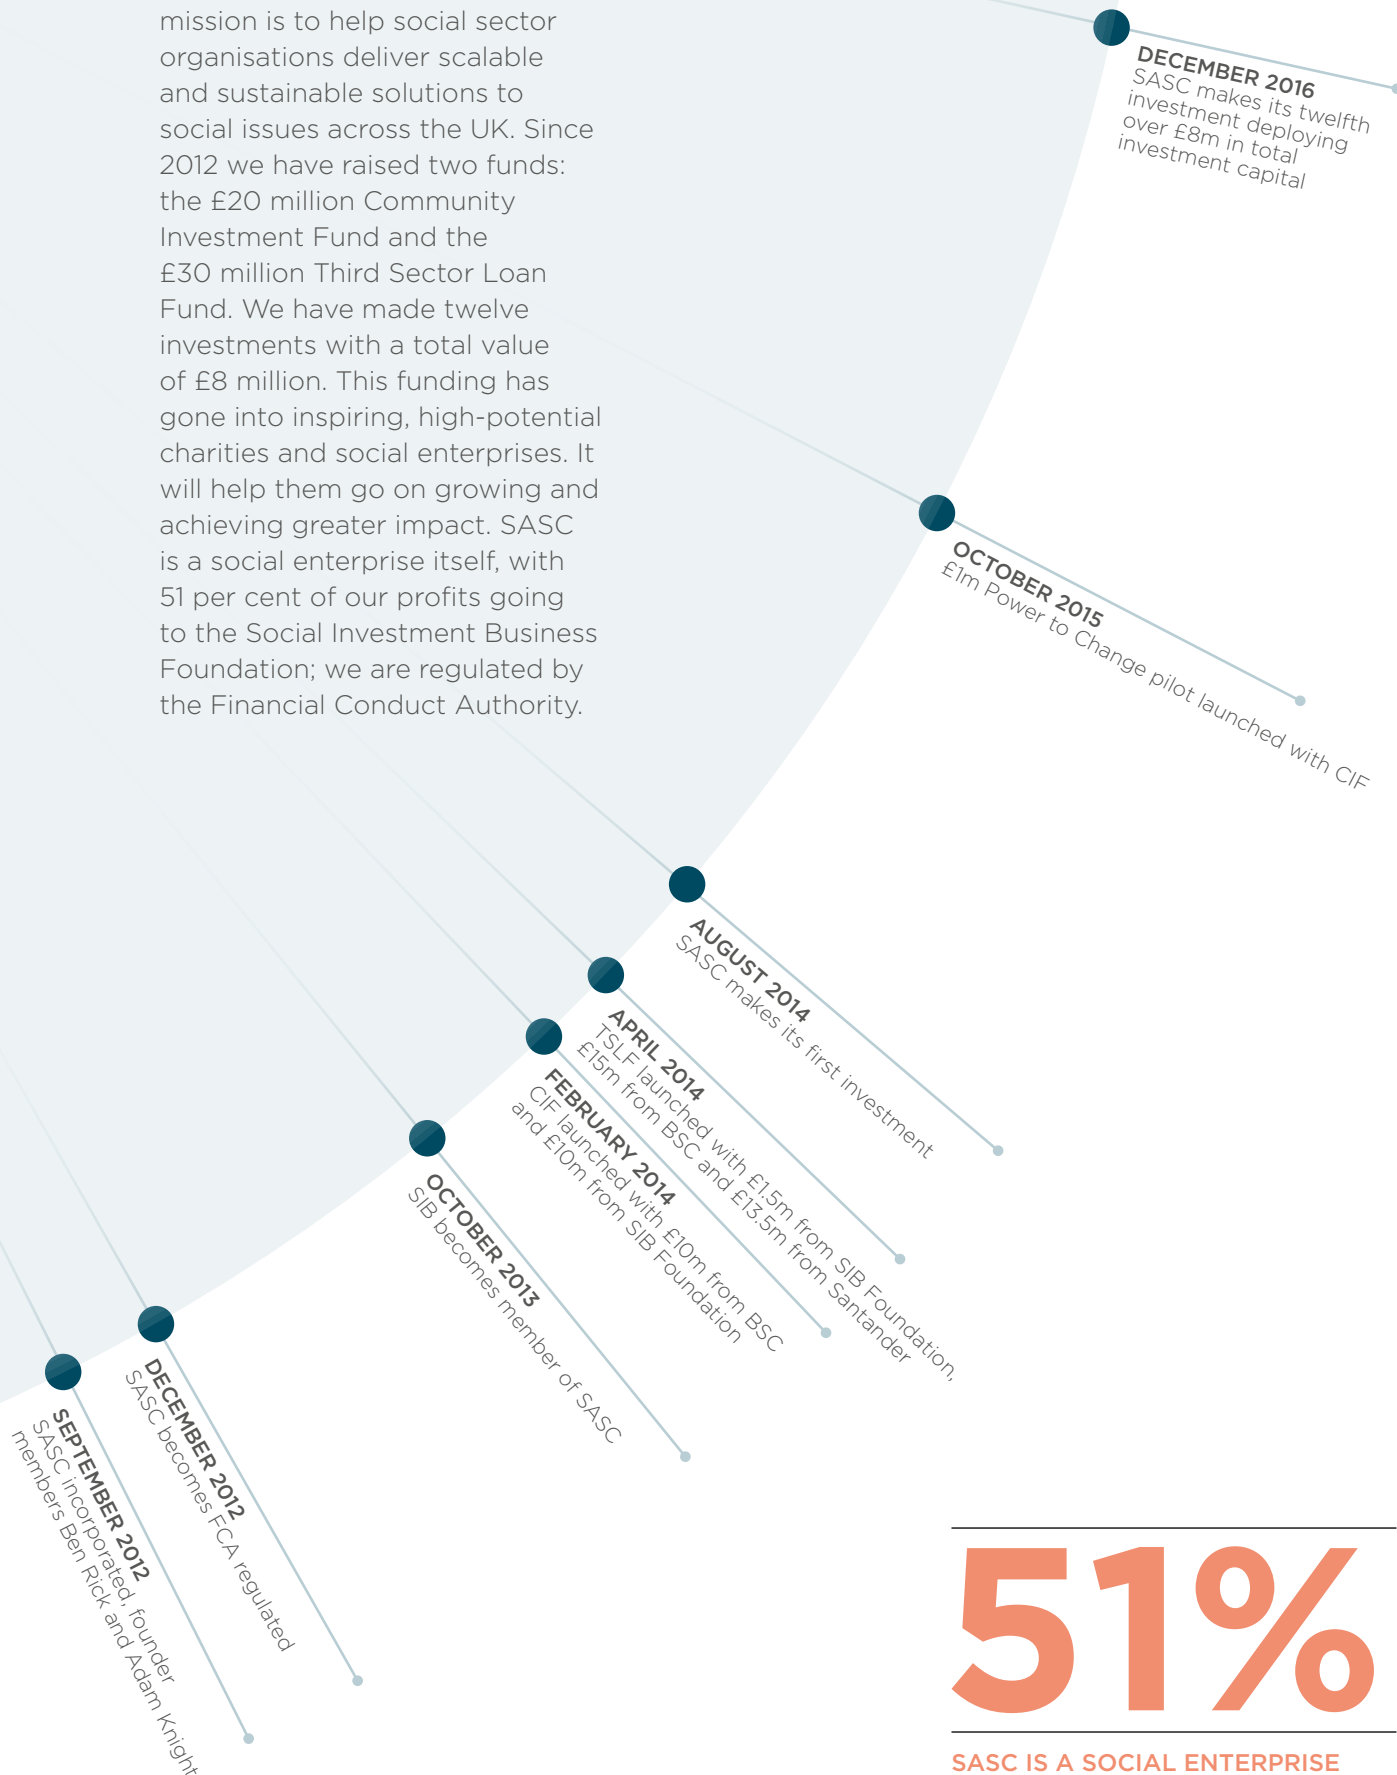 mission is to help social sector
organisations deliver scalable
and sustainable solutions to
social issues across the UK. Since
2012 we have raised two funds:
the £20 million Community
Investment Fund and the
£30 million Third Sector Loan
Fund. We have made twelve
investments with a total value
of £8 million. This funding has
gone into inspiring, high-potential
charities and social enterprises. It
will help them go on growing and
achieving greater impact. SASC
is a social enterprise itself, with
51 per cent of our profits going
to the Social Investment Business
Foundation; we are regulated by
the Financial Conduct Authority.
DECEMBER 2016
SASC makes its twelfth
investment deploying
over £8m in total
investment capital
OCTOBER 2015
£1m Power to Change pilot launched with CIF
AUGUST 2014
SASC makes its first investment
APRIL 2014
TSLF launched with £1.5m from SIB Foundation,
£15m from BSC and £13.5m from Santander
FEBRUARY 2014
CIF launched with £10m from BSC
and £10m from SIB Foundation
OCTOBER 2013
SIB becomes member of SASC
DECEMBER 2012
SASC becomes FCA regulated
SEPTEMBER 2012
SASC incorporated, founder
members Ben Rick and Adam Knight
51%
SASC IS A SOCIAL ENTERPRISE